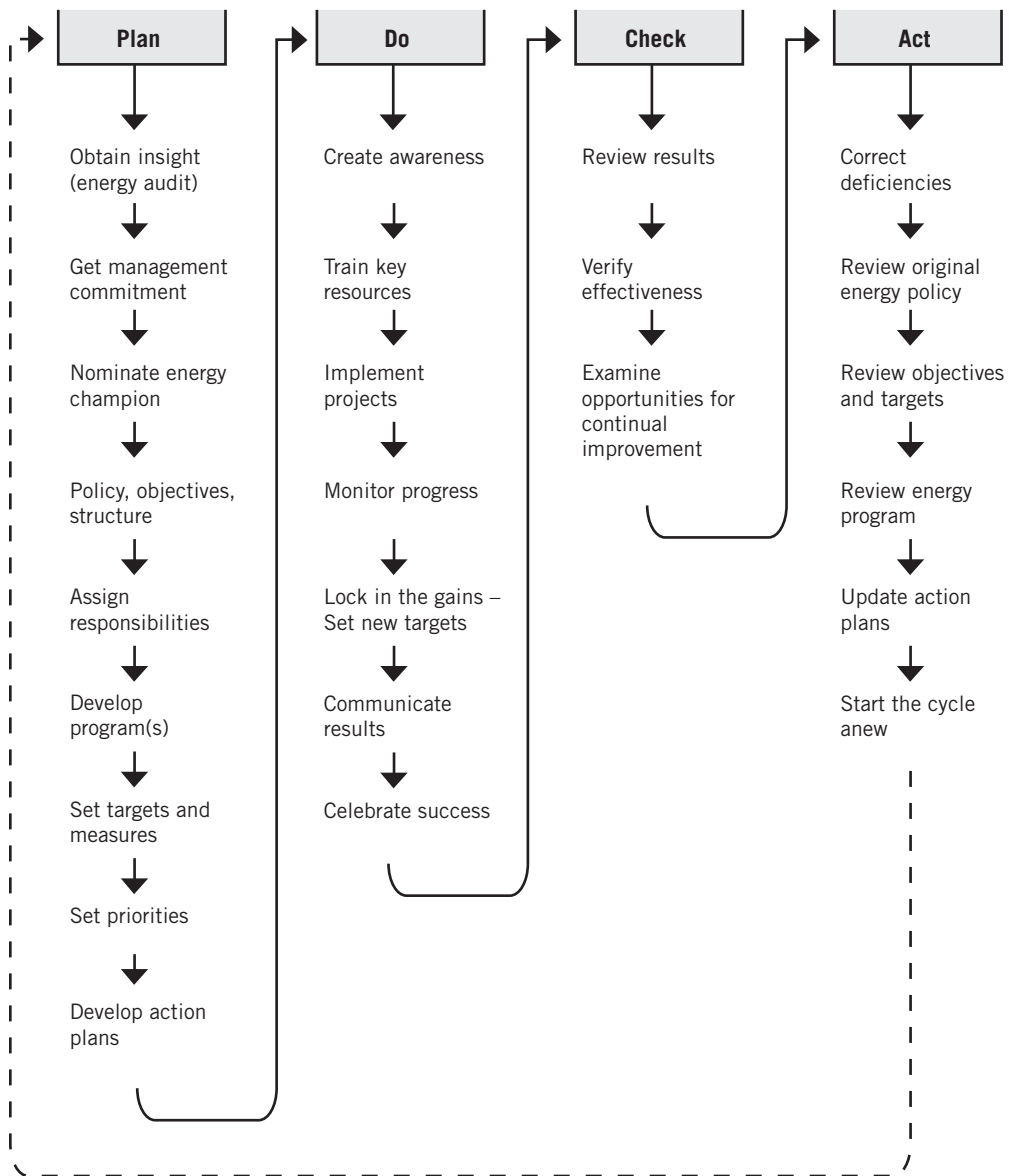 Plan
Obtain insight
(energy audit)
Get management
commitment
Nominate energy
champion
Policy, objectives,
structure
Assign
responsibilities
Develop
program(s)
Set targets and
measures
Set priorities
Develop action
plans
Do
Create awareness
Train key
resources
Implement
projects
Monitor progress
Lock in the gains –
Set new targets
Communicate
results
Celebrate success
Check
Review results
Verify
effectiveness
Examine
opportunities for
continual
improvement
Act
Correct
deficiencies
Review original
energy policy
Review objectives
and targets
Review energy
program
Update action
plans
Start the cycle
anew